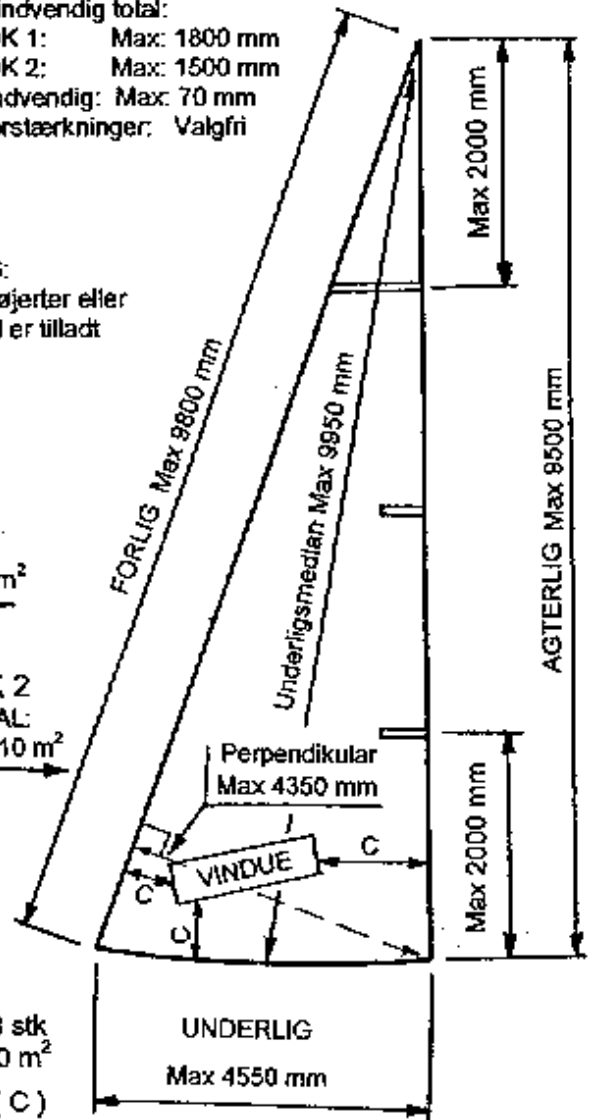 indvendig total:
K 1: Max: 1800 mm
K 2: Max: 1500 mm
ndvendig: Max: 70 mm
orstærkninger: Valgfri
øjerter eller
er tilladt
m²
2
AL:
10 m²
FORLIG Max 9800 mm
Underligsmedian Max 9950 mm
Max 2000 mm
AGTERLIG Max 9500 mm
Perpendikular
Max 4350 mm
VINDUE
C
C
C
Max 2000 mm
stk
0 m²
( C )
UNDERLIG
Max 4550 mm